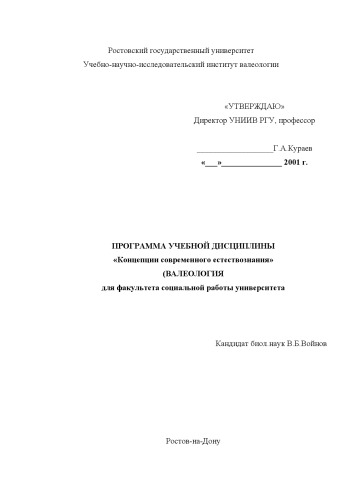 Ростовский государственный университет
Учебно-научно-исследовательский институт валеологии
«УТВЕРЖДАЮ»
Директор УНИИВ РГУ, профессор
___________________Г.А.Кураев
«___»_______________ 2001 г.
ПРОГРАММА УЧЕБНОЙ ДИСЦИПЛИНЫ
«Концепции современного естествознания»
(ВАЛЕОЛОГИЯ
для факультета социальной работы университета
Кандидат биол наук В.Б.Войнов
Ростов-на-Дону